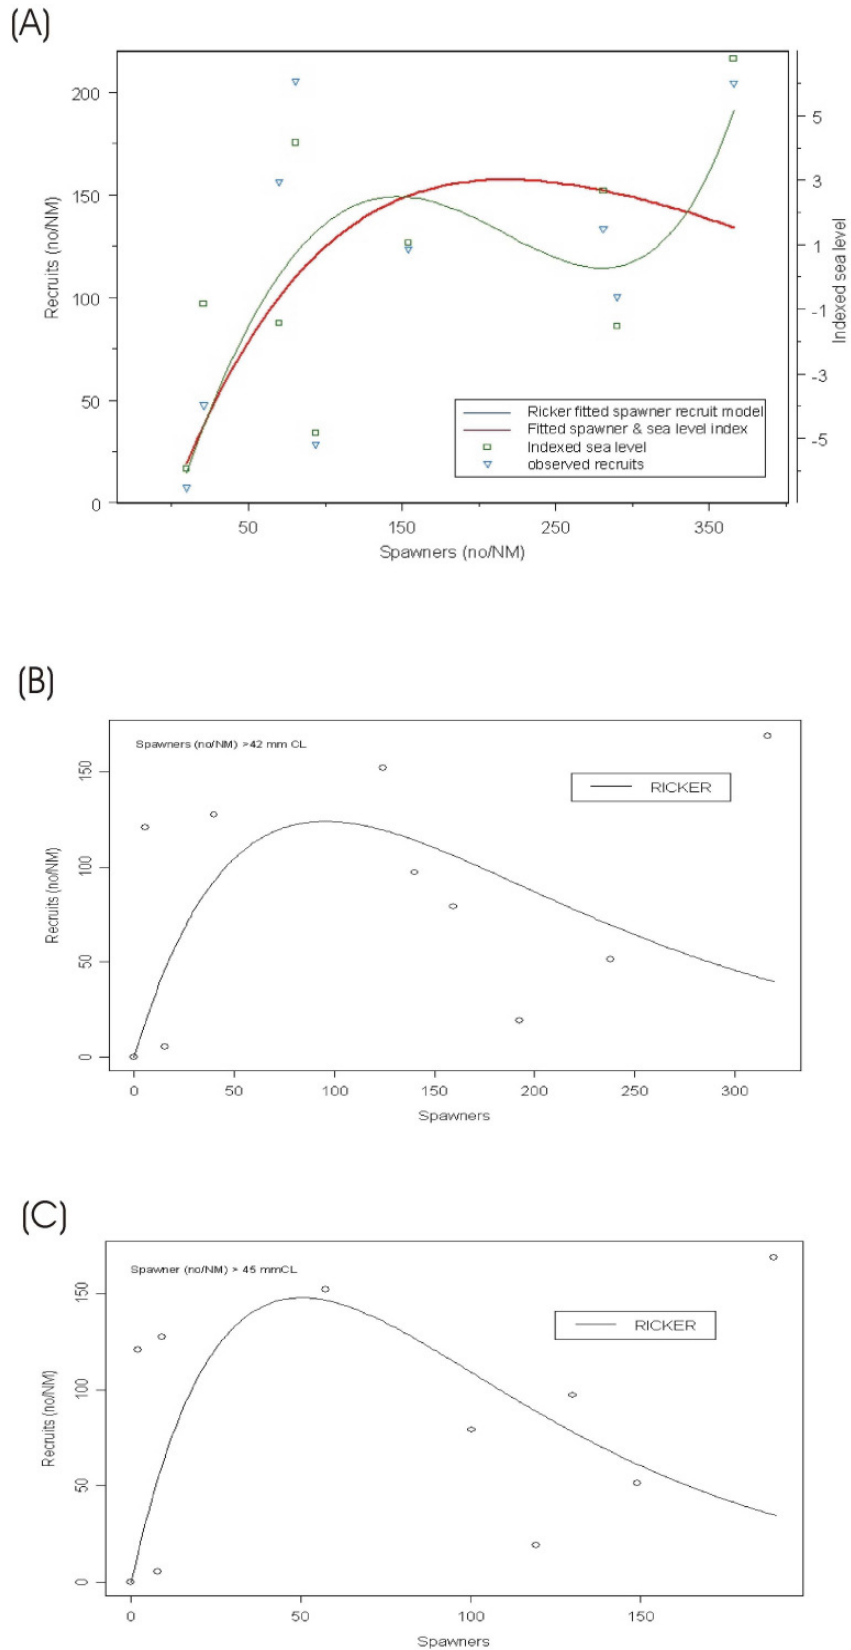 (A)
200
150
100
50
0
Recruits (no/NM)
5
3
1
-1
-3
-5
Indexed sea level
Ricker fitted spawner recruit model
Fitted spawner & sea level index
Indexed sea level
observed recruits
50 150 250 350
Spawners (no/NM)
(B)
Spawners (no/NM) >42 mm CL
RICKER
150
100
50
0
Recruits (no/NM)
0 50 100 150 200 250 300
Spawners
(C)
Spawner (no/NM) > 45 mmCL
RICKER
150
100
50
0
Recruits (no/NM)
0 50 100 150
Spawners